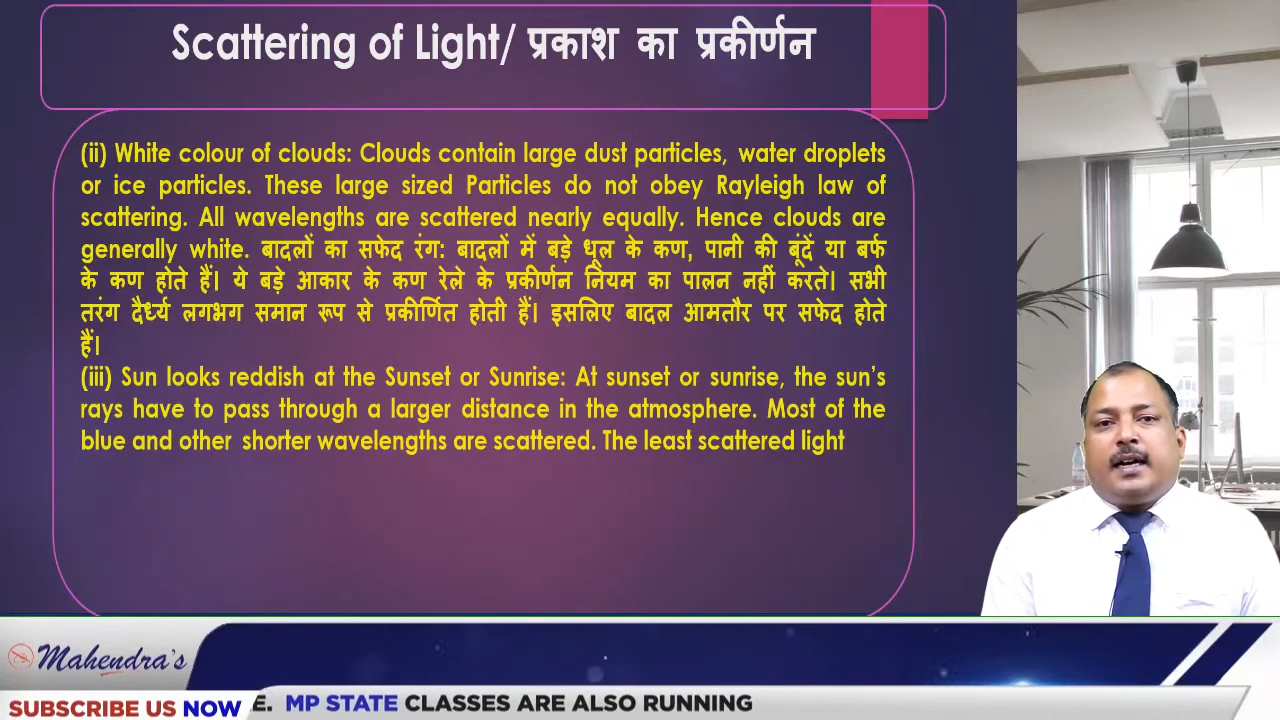 Scattering of Light/ प्रकाश का प्रकीर्णन
(ii) White colour of clouds: Clouds contain large dust particles, water droplets
or ice particles. These large sized Particles do not obey Rayleigh law of
scattering. All wavelengths are scattered nearly equally. Hence clouds are
generally white. बादलों का सफेद रंग: बादलों में बड़े धूल के कण, पानी की बूंदें या बर्फ
के कण होते हैं। ये बड़े आकार के कण रेले के प्रकीर्णन नियम का पालन नहीं करते। सभी
तरंग दैर्ध्य लगभग समान रूप से प्रकीर्णित होती हैं। इसलिए बादल आमतौर पर सफेद होते
हैं।
(iii) Sun looks reddish at the Sunset or Sunrise: At sunset or sunrise, the sun's
rays have to pass through a larger distance in the atmosphere. Most of the
blue and other shorter wavelengths are scattered. The least scattered light
Mahendra's
SUBSCRIBE US NOW E. MP STATE CLASSES ARE ALSO RUNNING